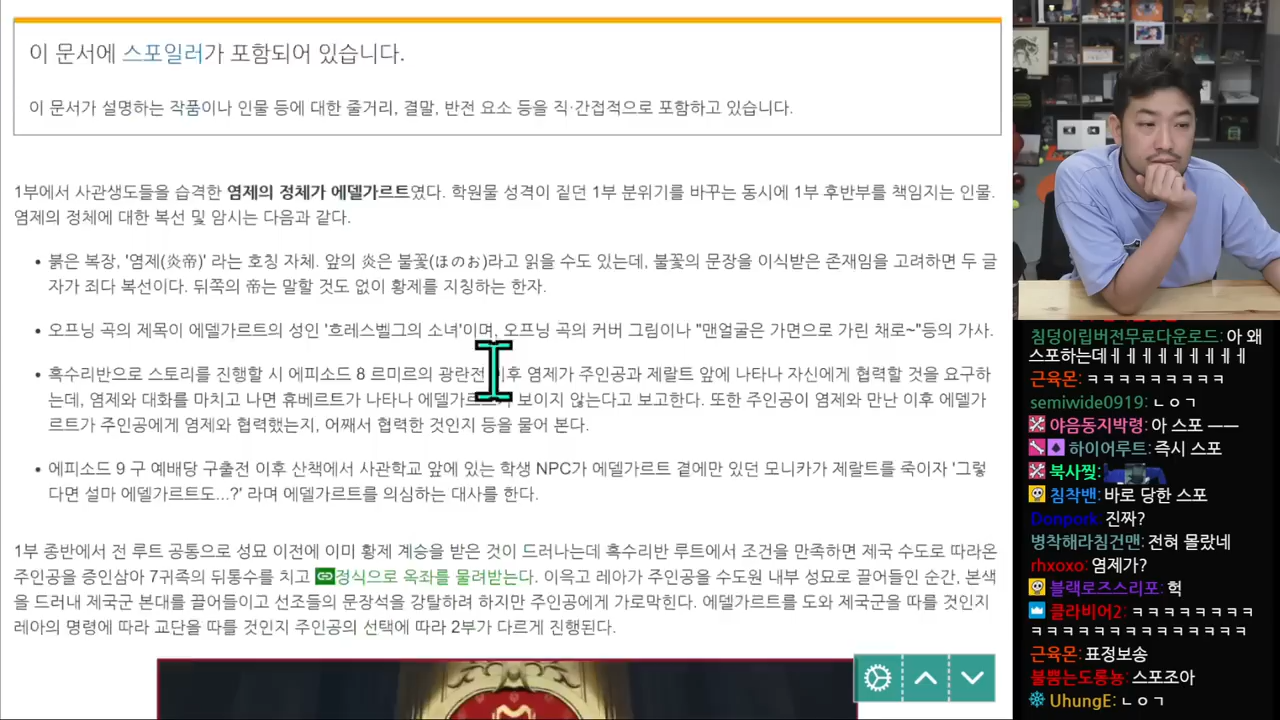 이 문서에 스포일러가 포함되어 있습니다.
이 문서가 설명하는 작품이나 인물 등에 대한 줄거리, 결말, 반전 요소 등을 직·간접적으로 포함하고 있습니다.
1부에서 사관생도들을 습격한 염제의 정체가 에델가르트였다. 학원물 성격이 짙던 1부 분위기를 바꾸는 동시에 1부 후반부를 책임지는 인물.
염제의 정체에 대한 복선 및 암시는 다음과 같다.
• 붉은 복장, '염제(炎帝)' 라는 호칭 자체. 앞의 炎은 불꽃(ほのお)라고 읽을 수도 있는데, 불꽃의 문장을 이식받은 존재임을 고려하면 두 글
자가 죄다 복선이다. 뒤쪽의 帝는 말할 것도 없이 황제를 지칭하는 한자.
• 오프닝 곡의 제목이 에델가르트의 성인 '흐레스벨그의 소녀'이며, 오프닝 곡의 커버 그림이나 "맨얼굴은 가면으로 가린 채로~"등의 가사.
• 흑수리반으로 스토리를 진행할 시 에피소드 8 르미르의 광란전 이후 염제가 주인공과 제랄트 앞에 나타나 자신에게 협력할 것을 요구하
는데, 염제와 대화를 마치고 나면 휴베르트가 나타나 에델가르트가 보이지 않는다고 보고한다. 또한 주인공이 염제와 만난 이후 에델가
르트가 주인공에게 염제와 협력했는지, 어째서 협력한 것인지 등을 물어 본다.
• 에피소드 9 구 예배당 구출전 이후 산책에서 사관학교 앞에 있는 학생 NPC가 에델가르트 곁에만 있던 모니카가 제랄트를 죽이자 '그렇
다면 설마 에델가르트도...?' 라며 에델가르트를 의심하는 대사를 한다.
1부 종반에서 전 루트 공통으로 성묘 이전에 이미 황제 계승을 받은 것이 드러나는데 흑수리반 루트에서 조건을 만족하면 제국 수도로 따라온
주인공을 증인삼아 7귀족의 뒤통수를 치고 정식으로 옥좌를 물려받는다. 이윽고 레아가 주인공을 수도원 내부 성묘로 끌어들인 순간, 본색
을 드러내 제국군 본대를 끌어들이고 선조들의 문장석을 강탈하려 하지만 주인공에게 가로막힌다. 에델가르트를 도와 제국군을 따를 것인지
레아의 명령에 따라 교단을 따를 것인지 주인공의 선택에 따라 2부가 다르게 진행된다.
침덩이립버전무료다운로드: 아 왜
스포하는데ㅔㅔㅔㅔㅔㅔㅔㅔㅔ
근육몬: ㅋㅋㅋㅋㅋㅋㅋㅋㅋ
semiwide0919: ㄴㅇㄱ
야음동지박령: 아 스포 ㅡㅡ
하이어루트: 즉시 스포
북사찢:
침착밴: 바로 당한 스포
Donpork: 진짜?
병착해라침건맨: 전혀 몰랐네
rhxoxo: 염제가?
블랙로즈스리포: 헉
클라비어2: ㅋㅋㅋㅋㅋㅋㅋㅋ
ㅋㅋㅋㅋㅋㅋㅋㅋㅋㅋㅋㅋㅋㅋ
근육몬: 표정보송
불뿜는도롱뇽: 스포조아
UhungE: ㄴㅇㄱ